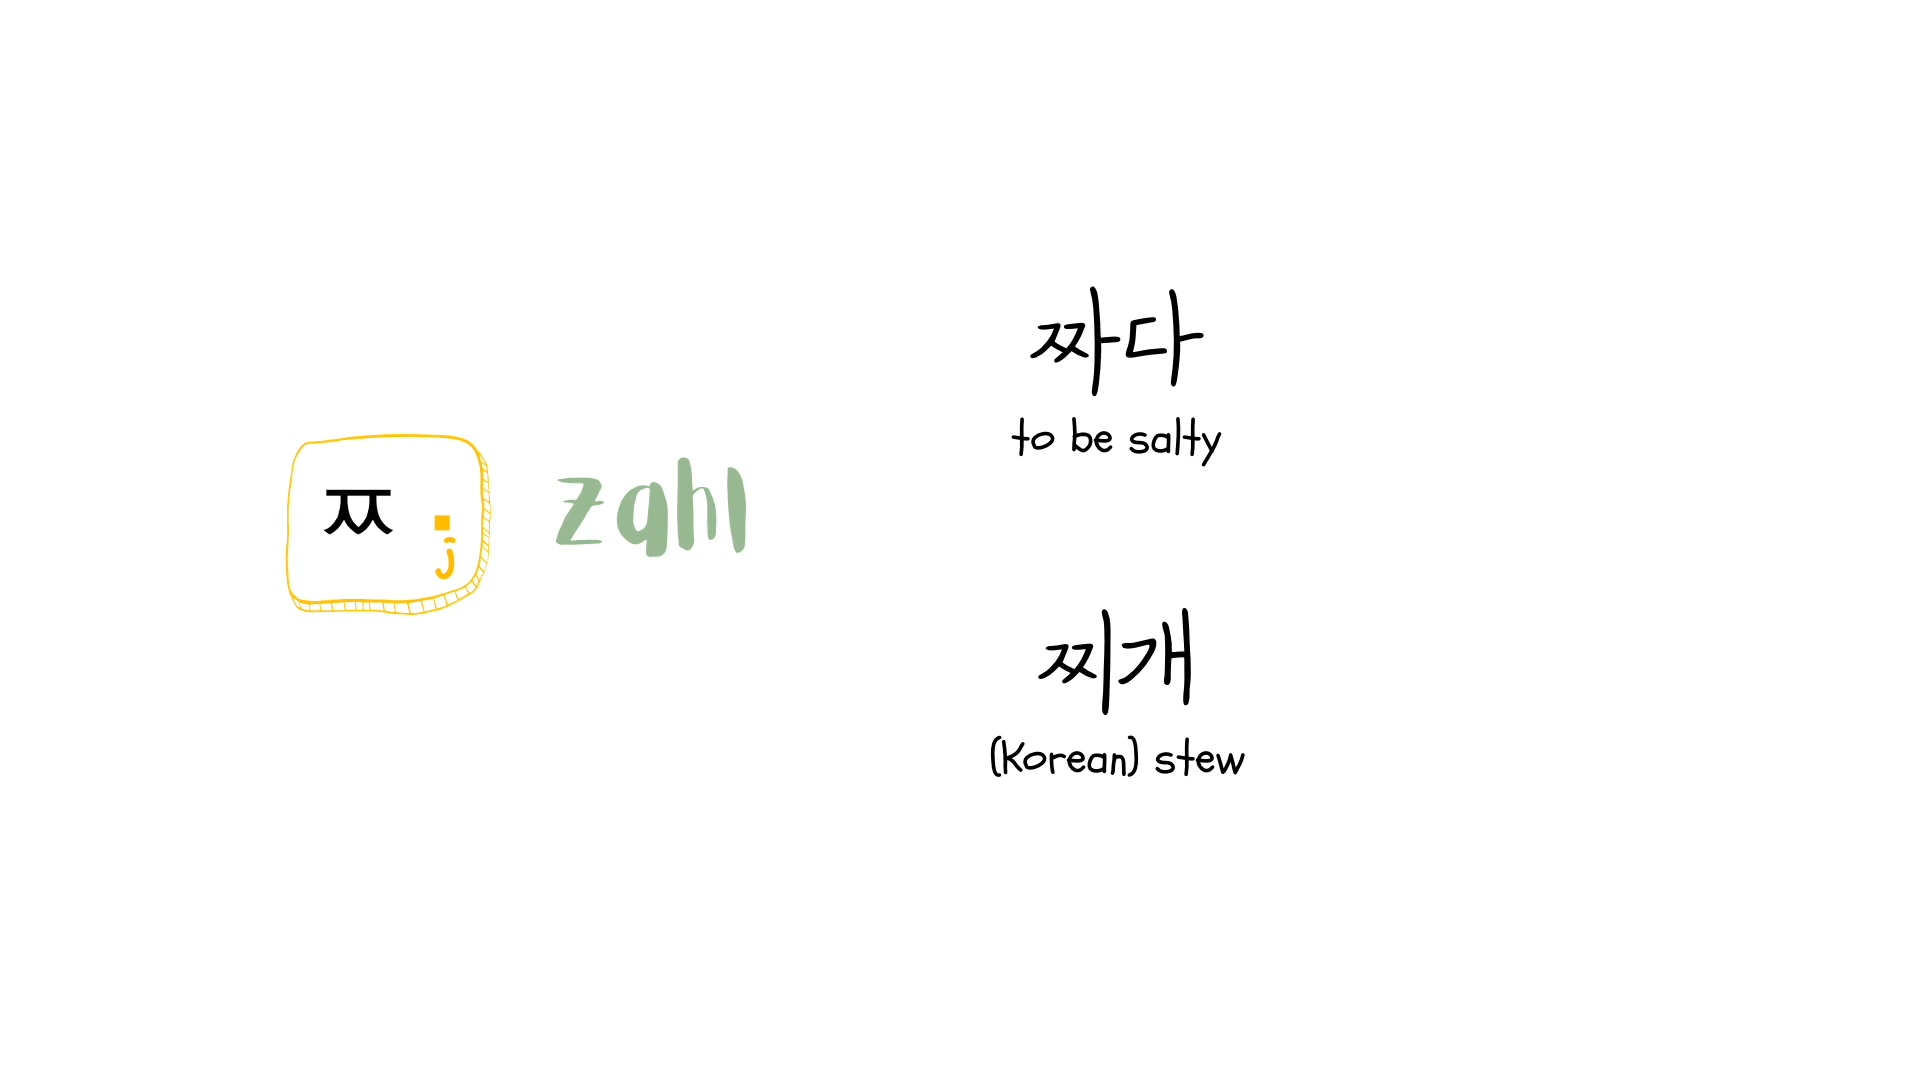 ㅉ
j
zahl
짜다
to be salty
찌개
(Korean) stew